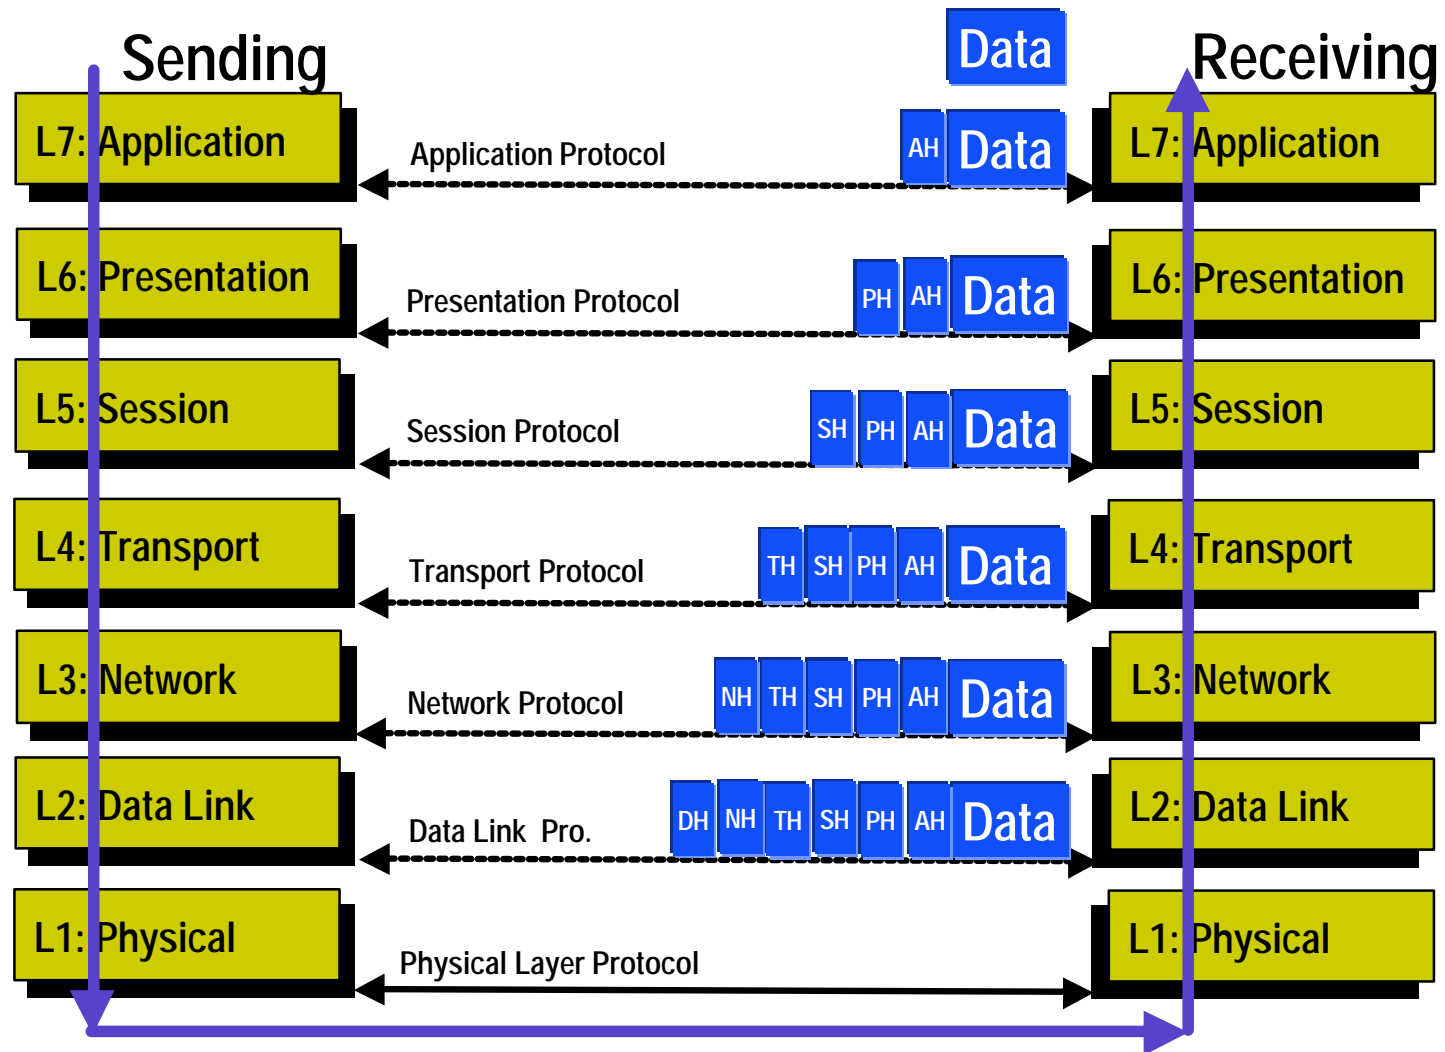 Sending
Data
Receiving
L7: Application
Application Protocol
AH Data
L7: Application
L6: Presentation
Presentation Protocol
PH AH Data
L6: Presentation
L5: Session
Session Protocol
SH PH AH Data
L5: Session
L4: Transport
Transport Protocol
TH SH PH AH Data
L4: Transport
L3: Network
Network Protocol
NH TH SH PH AH Data
L3: Network
L2: Data Link
Data Link Pro.
DH NH TH SH PH AH Data
L2: Data Link
L1: Physical
Physical Layer Protocol
L1: Physical